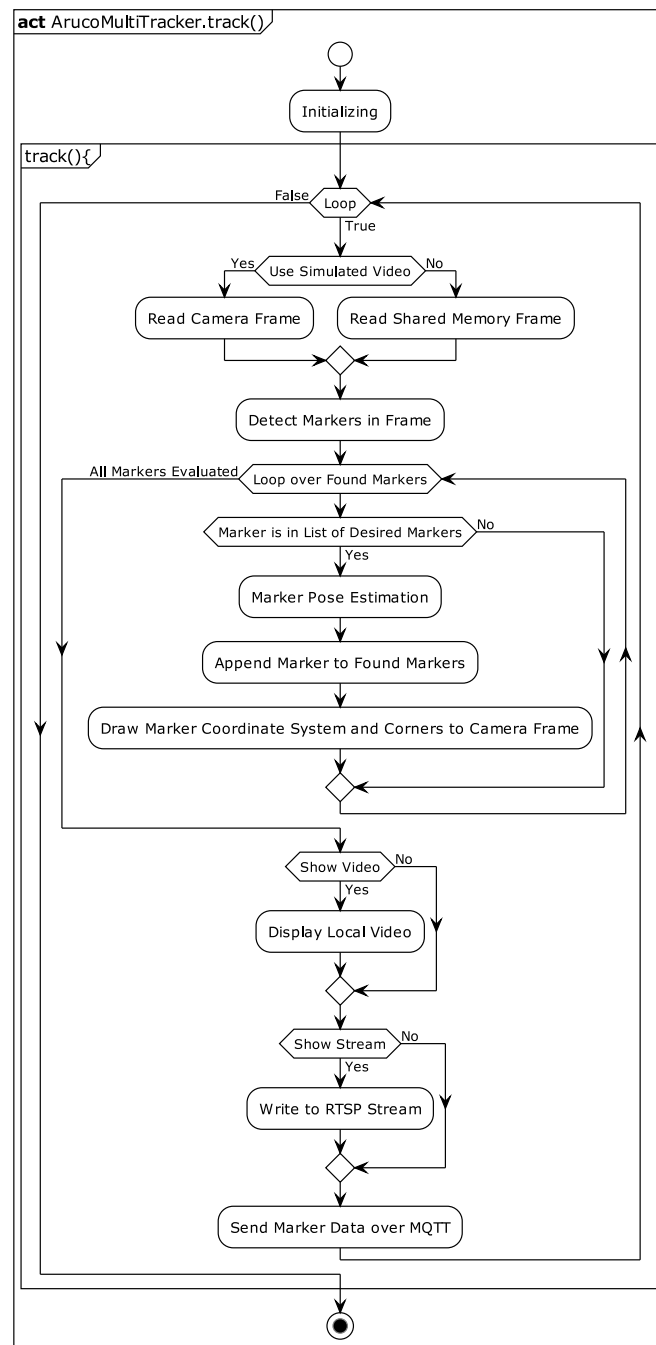 act ArucoMultiTracker.track()
Initializing
track(){
False
Loop
True
Yes
Use Simulated Video
No
Read Camera Frame
Read Shared Memory Frame
Detect Markers in Frame
All Markers Evaluated
Loop over Found Markers
Marker is in List of Desired Markers
No
Yes
Marker Pose Estimation
Append Marker to Found Markers
Draw Marker Coordinate System and Corners to Camera Frame
Show Video
No
Yes
Display Local Video
Show Stream
No
Yes
Write to RTSP Stream
Send Marker Data over MQTT